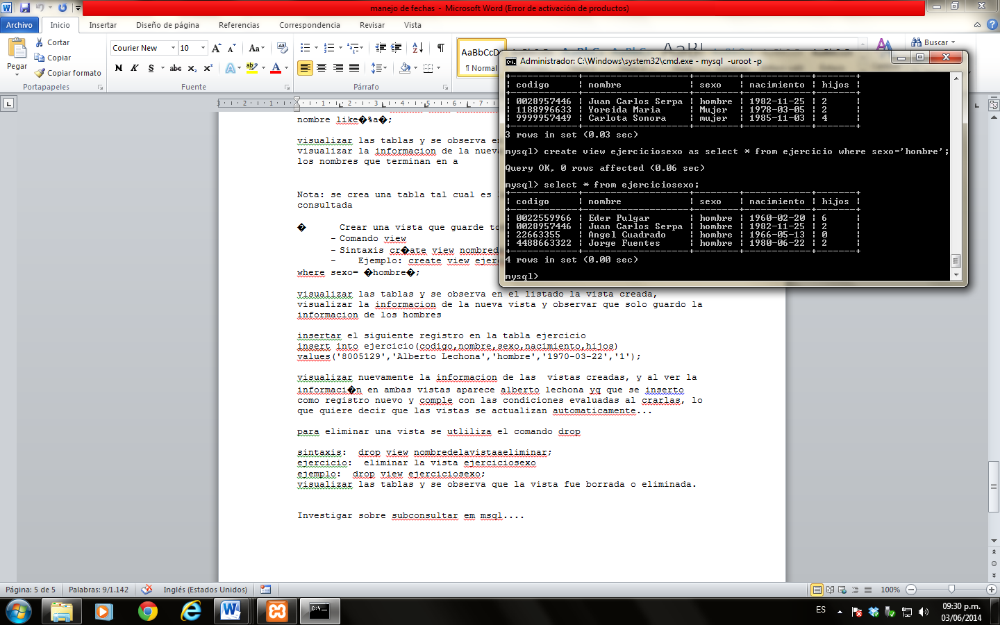 manejo de fechas - Microsoft Word (Error de activación de productos)
Archivo Inicio Insertar Diseño de página Referencias Correspondencia Revisar Vista
Pegar
Cortar
Copiar
Copiar formato
Portapapeles
Courier New 10
Fuente
Párrafo
AaBbCcD
¶ Normal
Buscar
nombre like�%a�;
visualizar las tablas y se observa en
visualizar la informacion de la nueva
los nombres que terminan en a
Nota: se crea una tabla tal cual es
consultada
� Crear una vista que guarde to
- Comando view
- Sintaxis cr�ate view nombred
- Ejemplo: create view ejer
where sexo= �hombre�;
visualizar las tablas y se observa en el listado la vista creada,
visualizar la informacion de la nueva vista y observar que solo guardo la
informacion de los hombres
insertar el siguiente registro en la tabla ejercicio
insert into ejercicio(codigo,nombre,sexo,nacimiento,hijos)
values('8005129','Alberto Lechona','hombre','1970-03-22','1');
visualizar nuevamente la informacion de las  vistas creadas, y al ver la
informaci�n en ambas vistas aparece alberto lechona yq que se inserto
como registro nuevo y comple con las condiciones evaluadas al crarlas, lo
que quiere decir que las vistas se actualizan automaticamente...
para eliminar una vista se utliliza el comando drop
sintaxis:  drop view nombredelavistaaeliminar;
ejercicio:  eliminar la vista ejerciciosexo
ejemplo:  drop view ejerciciosexo;
visualizar las tablas y se observa que la vista fue borrada o eliminada.
Investigar sobre subconsultar em msql....
Administrador: C:\Windows\system32\cmd.exe - mysql  -uroot -p
| codigo | nombre | sexo | nacimiento | hijos |
| 0028957446 | Juan Carlos Serpa | hombre | 1982-11-25 | 2 |
| 1188996633 | Yoreida Maria | Mujer | 1978-03-05 | 2 |
| 9999957449 | Carlota Sonora | mujer | 1985-11-03 | 4 |
3 rows in set (0.03 sec)
mysql> create view ejerciciosexo as select * from ejercicio where sexo='hombre';
Query OK, 0 rows affected (0.06 sec)
mysql> select * from ejerciciosexo;
| codigo | nombre | sexo | nacimiento | hijos |
| 0022559966 | Eder Pulgar | hombre | 1960-02-20 | 6 |
| 0028957446 | Juan Carlos Serpa | hombre | 1982-11-25 | 2 |
| 22663355 | Angel Cuadrado | hombre | 1966-05-13 | 0 |
| 4488663322 | Jorge Fuentes | hombre | 1980-06-22 | 2 |
4 rows in set (0.00 sec)
mysql>
Página: 5 de 5 Palabras: 9/1.142 Inglés (Estados Unidos) 100%
ES
09:30 p.m.
03/06/2014